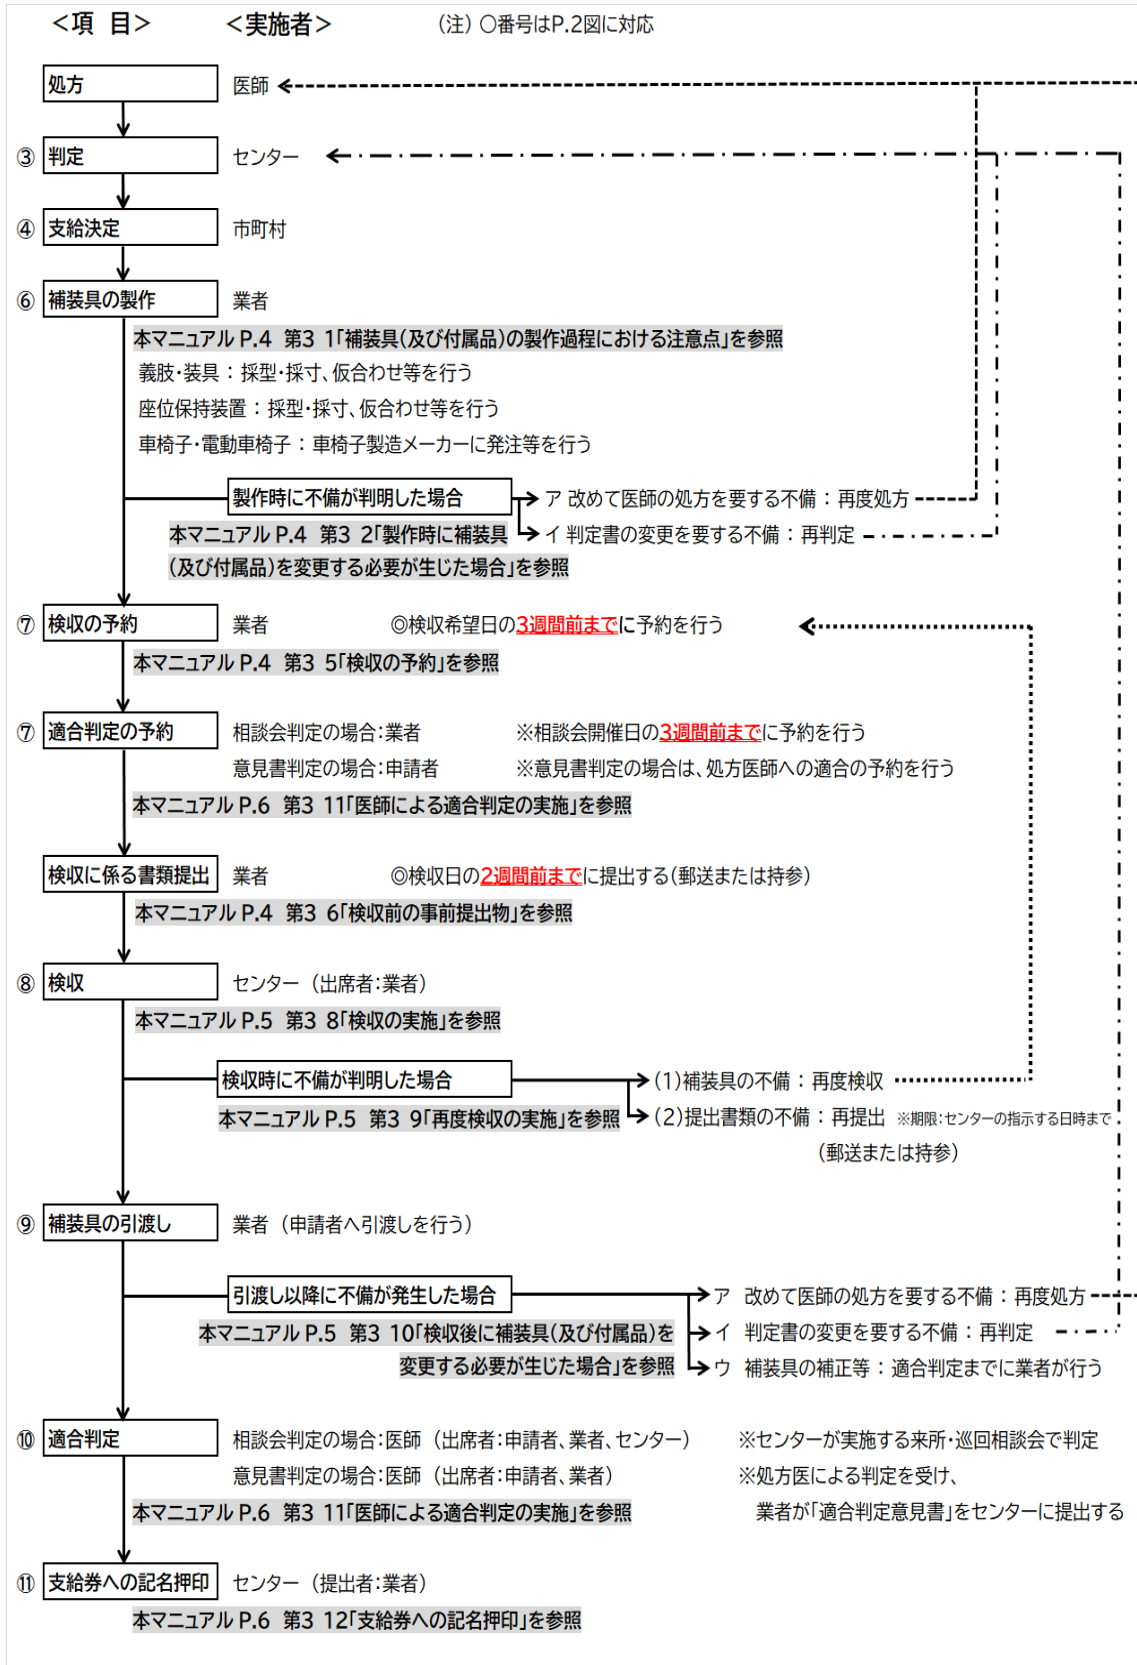 ＜項 目＞ ＜実施者＞ (注) ○番号はP.2図に対応
処方 医師
③ 判定 センター
④ 支給決定 市町村
⑥ 補装具の製作 業者
本マニュアル P.4 第3 1「補装具(及び付属品)の製作過程における注意点」を参照
義肢・装具 : 採型・採寸、仮合わせ等を行う
座位保持装置 : 採型・採寸、仮合わせ等を行う
車椅子・電動車椅子 : 車椅子製造メーカーに発注等を行う
製作時に不備が判明した場合 ア 改めて医師の処方を要する不備 : 再度処方
本マニュアル P.4 第3 2「製作時に補装具 イ 判定書の変更を要する不備 : 再判定
(及び付属品)を変更する必要が生じた場合」を参照
⑦ 検収の予約 業者 ◎検収希望日の3週間前までに予約を行う
本マニュアル P.4 第3 5「検収の予約」を参照
⑦ 適合判定の予約 相談会判定の場合:業者 ※相談会開催日の3週間前までに予約を行う
意見書判定の場合:申請者 ※意見書判定の場合は、処方医師への適合の予約を行う
本マニュアル P.6 第3 11「医師による適合判定の実施」を参照
検収に係る書類提出 業者 ◎検収日の2週間前までに提出する(郵送または持参)
本マニュアル P.4 第3 6「検収前の事前提出物」を参照
⑧ 検収 センター (出席者:業者)
本マニュアル P.5 第3 8「検収の実施」を参照
検収時に不備が判明した場合 (1)補装具の不備 : 再度検収
本マニュアル P.5 第3 9「再度検収の実施」を参照 (2)提出書類の不備 : 再提出 ※期限:センターの指示する日時まで
(郵送または持参)
⑨ 補装具の引渡し 業者 (申請者へ引渡しを行う)
引渡し以降に不備が発生した場合 ア 改めて医師の処方を要する不備 : 再度処方
本マニュアル P.5 第3 10「検収後に補装具(及び付属品)を イ 判定書の変更を要する不備 : 再判定
変更する必要が生じた場合」を参照 ウ 補装具の補正等 : 適合判定までに業者が行う
⑩ 適合判定 相談会判定の場合:医師 (出席者:申請者、業者、センター) ※センターが実施する来所・巡回相談会で判定
意見書判定の場合:医師 (出席者:申請者、業者) ※処方医による判定を受け、
本マニュアル P.6 第3 11「医師による適合判定の実施」を参照 業者が「適合判定意見書」をセンターに提出する
⑪ 支給券への記名押印 センター (提出者:業者)
本マニュアル P.6 第3 12「支給券への記名押印」を参照